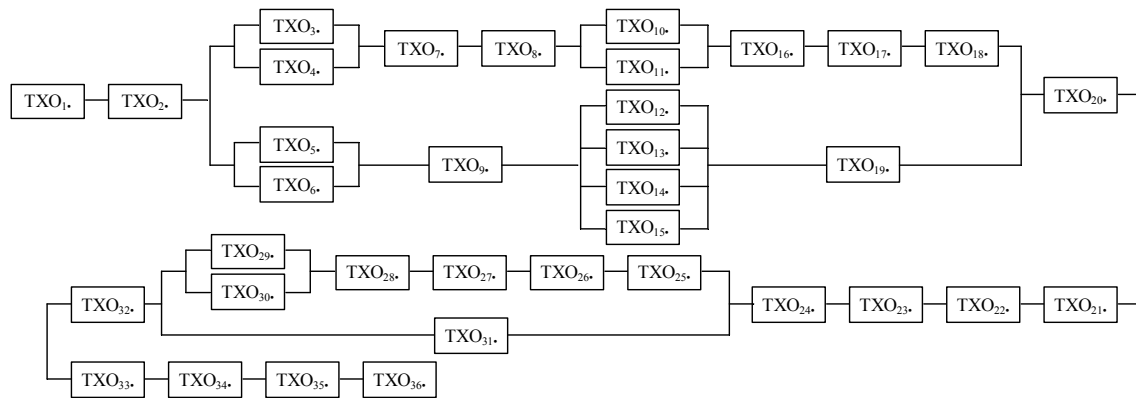 TXO₃.
TXO₄.
TXO₇.
TXO₈.
TXO₁₀.
TXO₁₁.
TXO₁₆.
TXO₁₇.
TXO₁₈.
TXO₁.
TXO₂.
TXO₂₀.
TXO₅.
TXO₆.
TXO₉.
TXO₁₂.
TXO₁₃.
TXO₁₄.
TXO₁₅.
TXO₁₉.
TXO₂₉.
TXO₃₀.
TXO₂₈.
TXO₂₇.
TXO₂₆.
TXO₂₅.
TXO₃₂.
TXO₃₁.
TXO₂₄.
TXO₂₃.
TXO₂₂.
TXO₂₁.
TXO₃₃.
TXO₃₄.
TXO₃₅.
TXO₃₆.